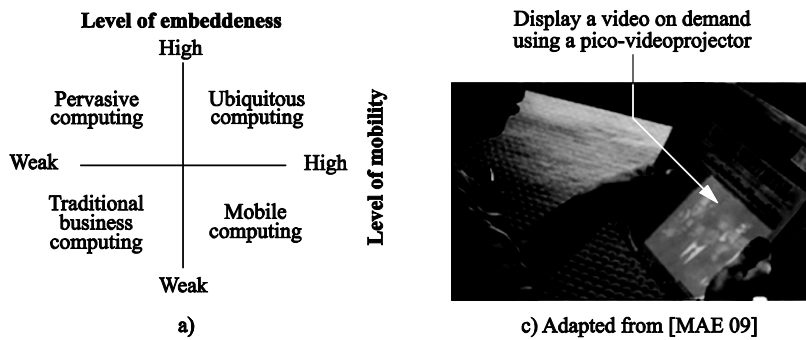 Level of embeddeness
High
Pervasive
computing
Ubiquitous
computing
Weak
High
Level of mobility
Traditional
business
computing
Mobile
computing
Weak
a)
Display a video on demand
using a pico-videoprojector
c) Adapted from [MAE 09]